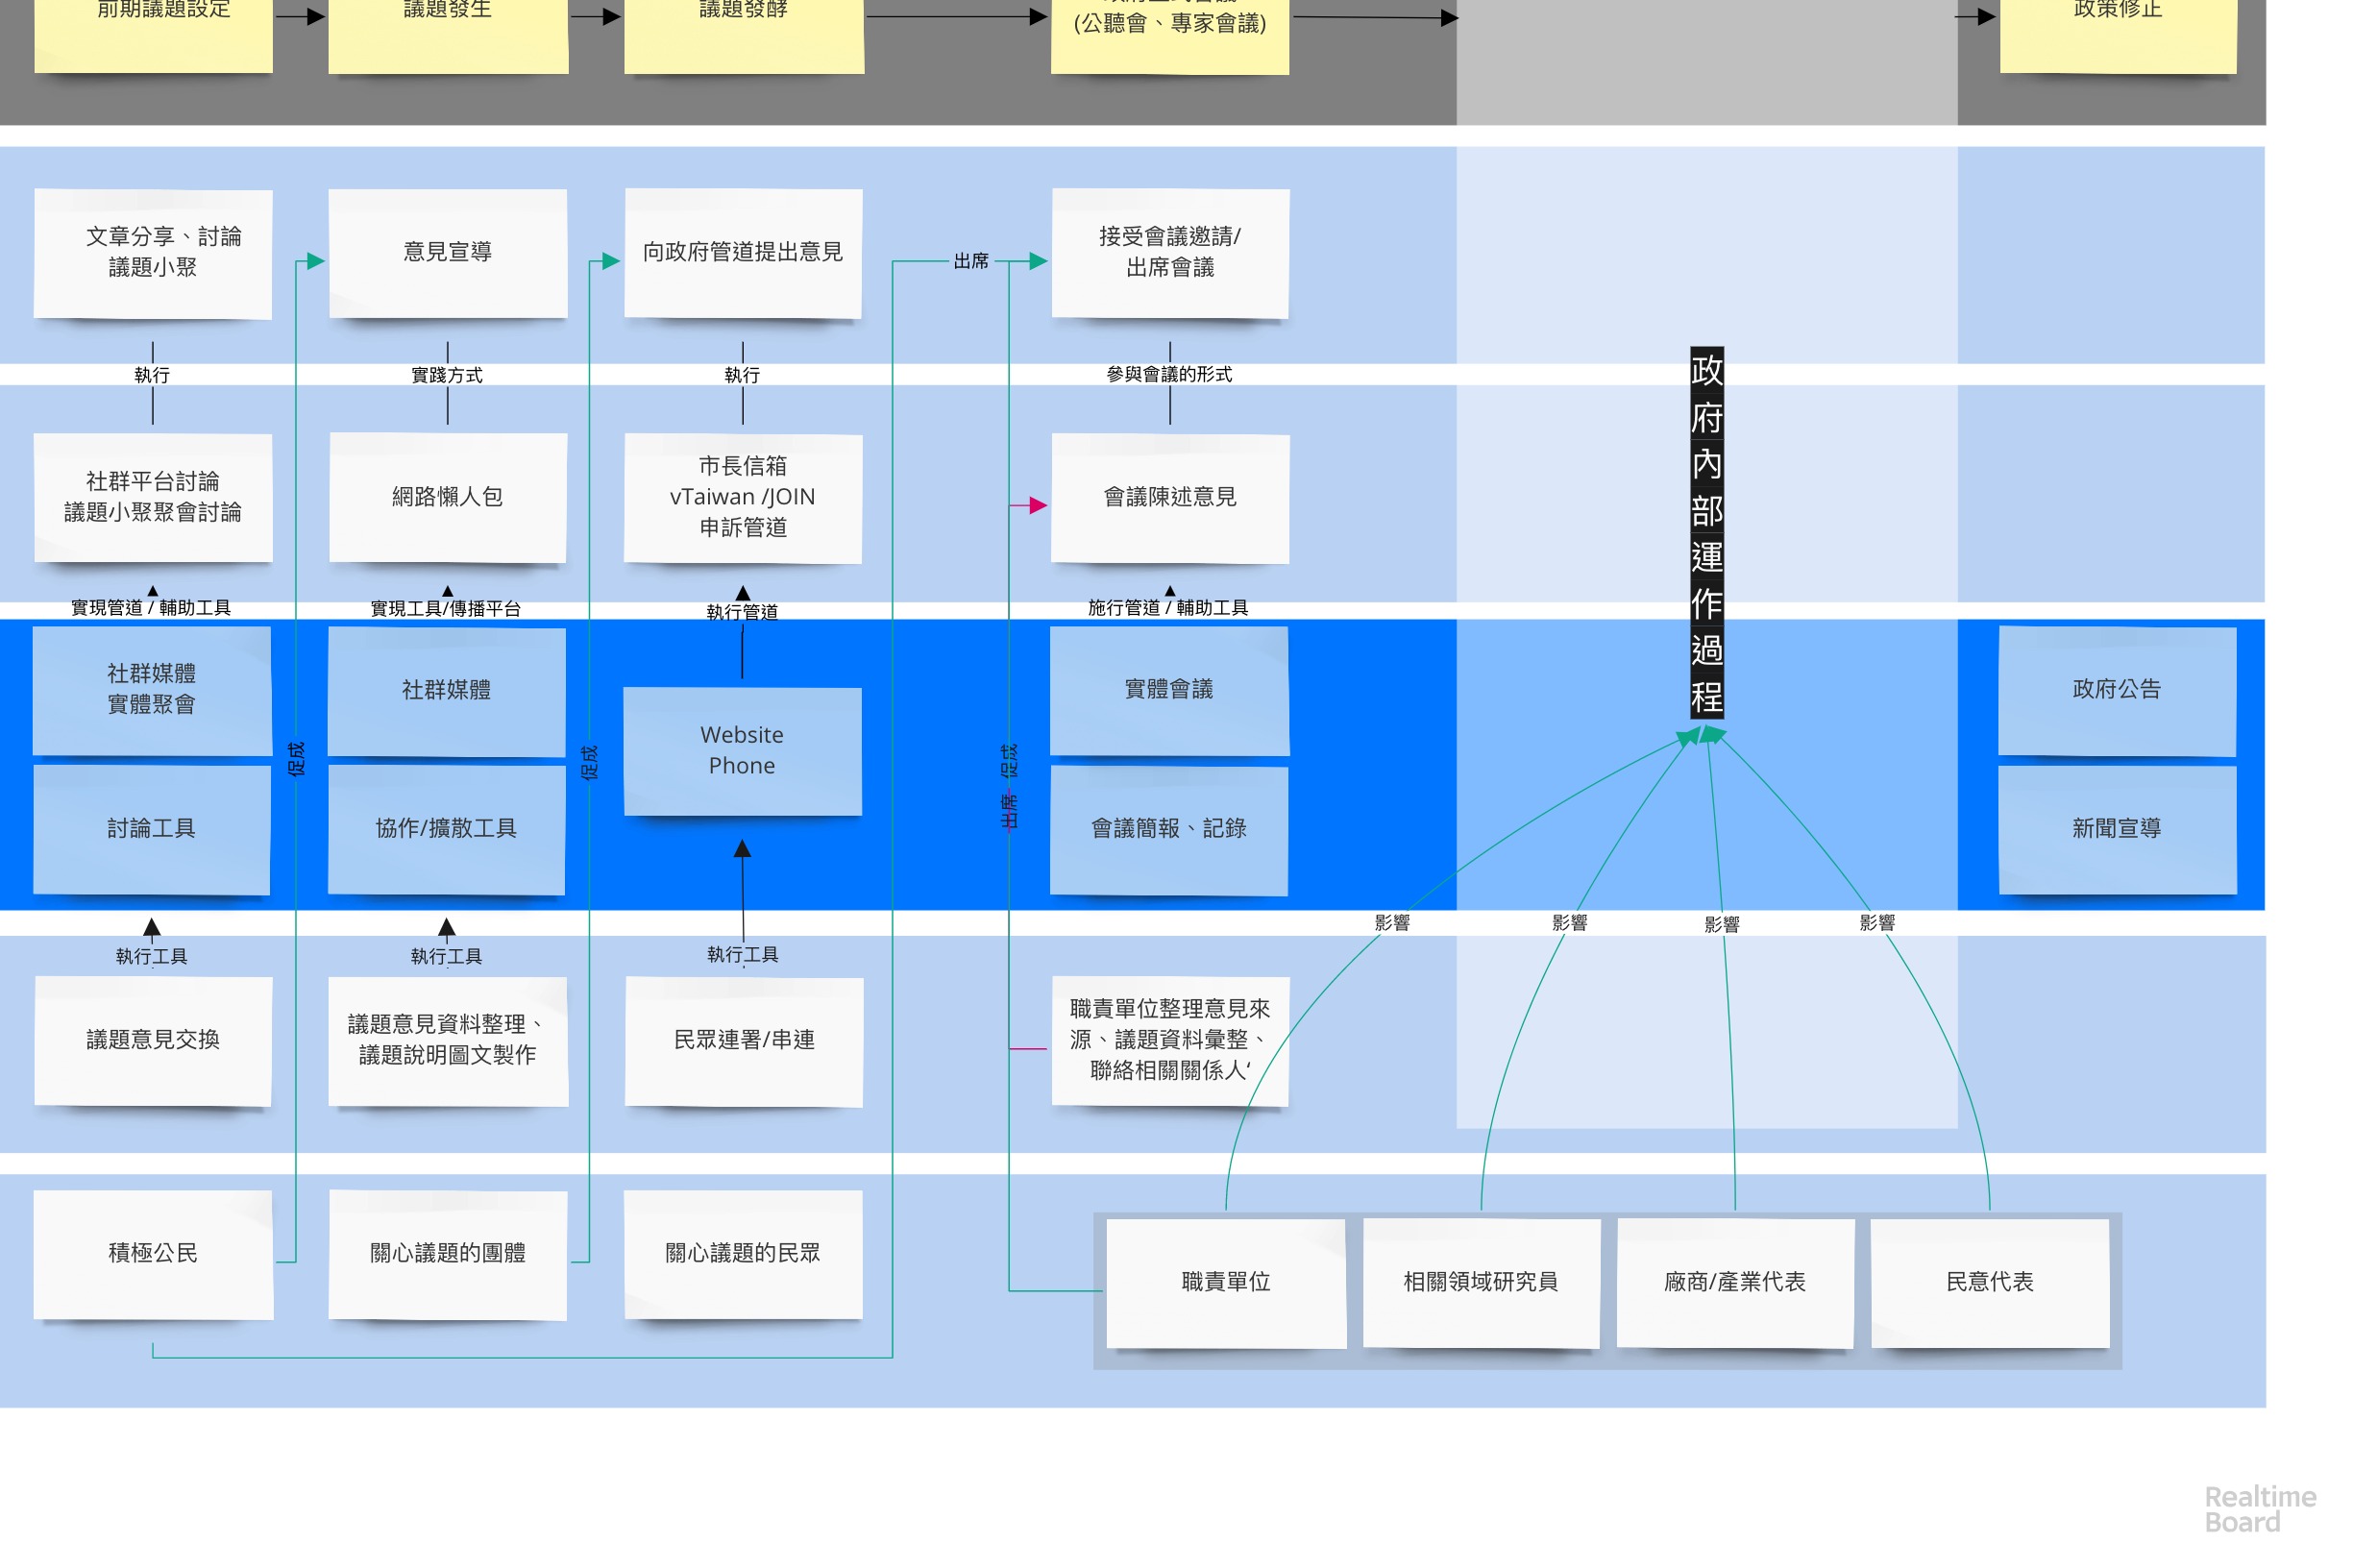 前期議題設定
議題發生
議題發酵
(公聽會、專家會議)
政策修正
文章分享、討論
議題小聚
意見宣導
向政府管道提出意見
出席
接受會議邀請/
出席會議
執行
實踐方式
執行
參與會議的形式
社群平台討論
議題小聚聚會討論
網路懶人包
市長信箱
vTaiwan /JOIN
申訴管道
會議陳述意見
政府內部運作過程
實現管道 / 輔助工具
實現工具/傳播平台
執行管道
施行管道 / 輔助工具
社群媒體
實體聚會
社群媒體
Website
Phone
實體會議
政府公告
促成
促成
促成
出席
討論工具
協作/擴散工具
會議簡報、記錄
新聞宣導
影響
影響
影響
影響
執行工具
執行工具
執行工具
議題意見交換
議題意見資料整理、
議題說明圖文製作
民眾連署/串連
職責單位整理意見來
源、議題資料彙整、
聯絡相關關係人
積極公民
關心議題的團體
關心議題的民眾
職責單位
相關領域研究員
廠商/產業代表
民意代表
Realtime
Board